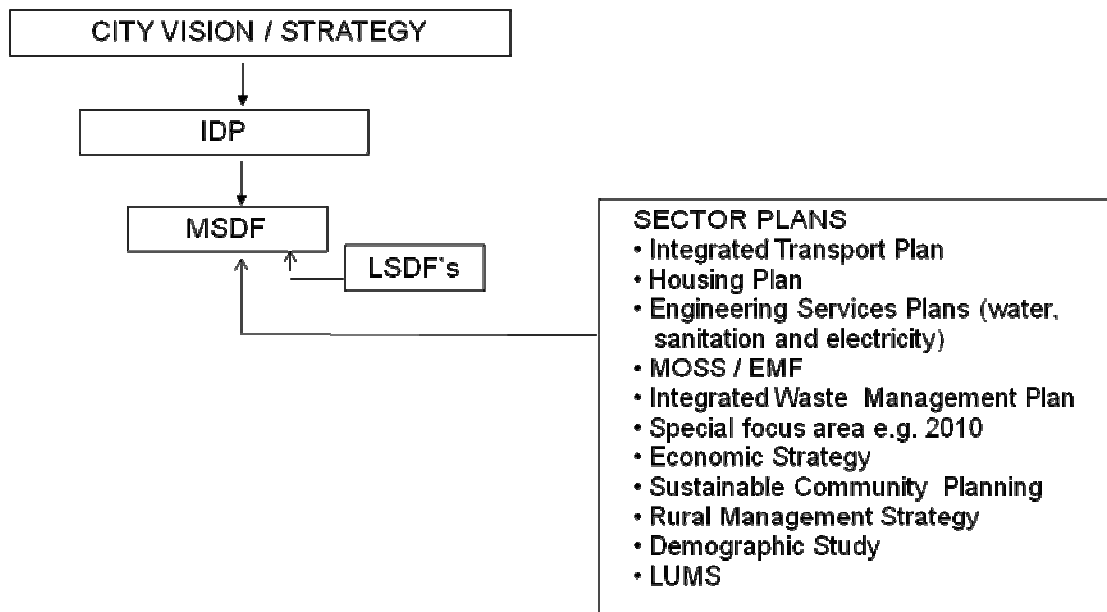 CITY VISION / STRATEGY
IDP
MSDF
LSDF's
SECTOR PLANS
• Integrated Transport Plan
• Housing Plan
• Engineering Services Plans (water,
sanitation and electricity)
• MOSS / EMF
• Integrated Waste Management Plan
• Special focus area e.g. 2010
• Economic Strategy
• Sustainable Community Planning
• Rural Management Strategy
• Demographic Study
• LUMS